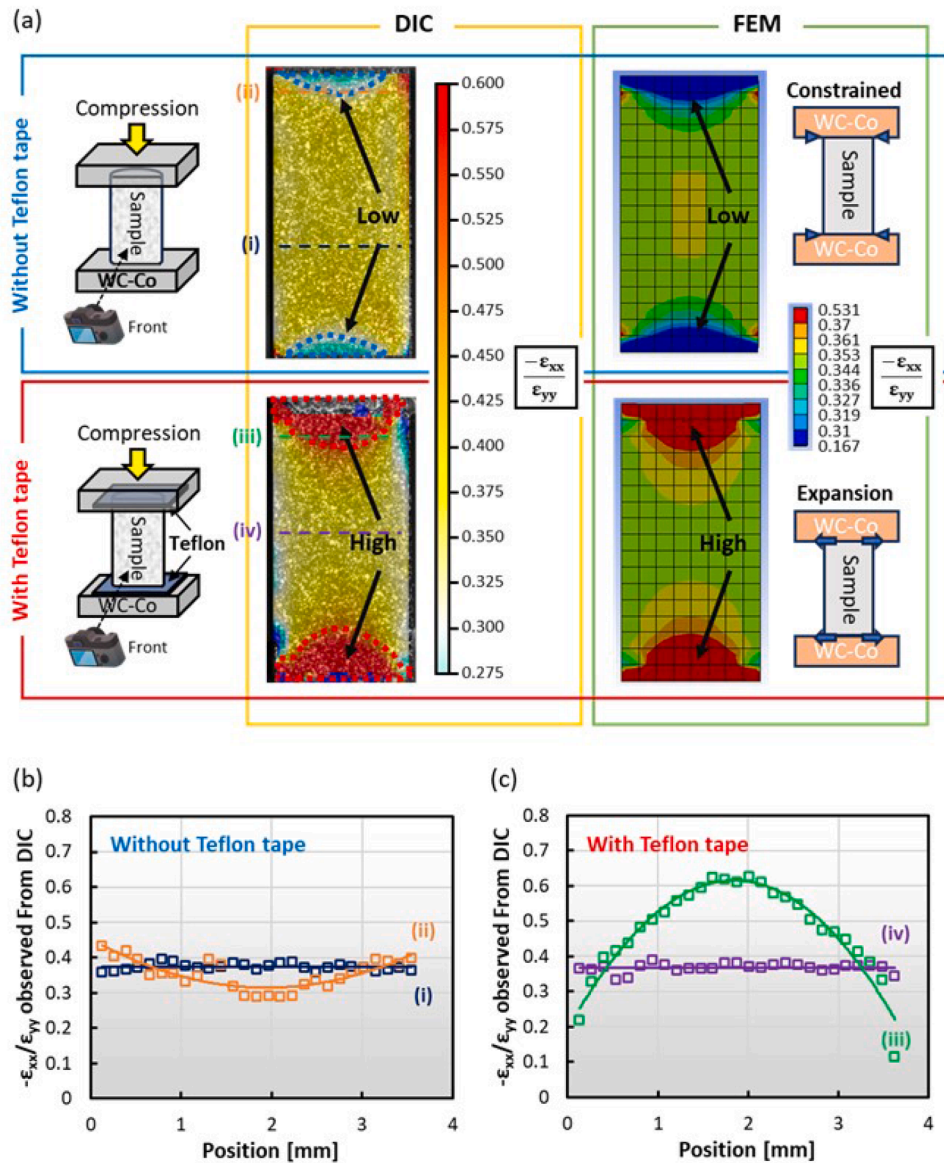 (a)
DIC
FEM
Without Teflon tape
Compression
Sample
WC-Co
Front
(ii)
(i)
Low
0.600
0.575
0.550
0.525
0.500
0.475
0.450
0.425
0.400
0.375
0.350
0.325
0.300
0.275
−εxx
εyy
Low
Constrained
WC-Co
Sample
WC-Co
0.531
0.37
0.361
0.353
0.344
0.336
0.327
0.319
0.31
0.167
−εxx
εyy
With Teflon tape
Compression
Sample
Teflon
WC-Co
Front
(iii)
(iv)
High
High
Expansion
WC-Co
Sample
WC-Co
(b)
-εxx/εyy observed From DIC
0.8
0.7
0.6
0.5
0.4
0.3
0.2
0.1
0
Without Teflon tape
(ii)
(i)
0 1 2 3 4
Position [mm]
(c)
-εxx/εyy observed From DIC
0.8
0.7
0.6
0.5
0.4
0.3
0.2
0.1
0
With Teflon tape
(iv)
(iii)
0 1 2 3 4
Position [mm]